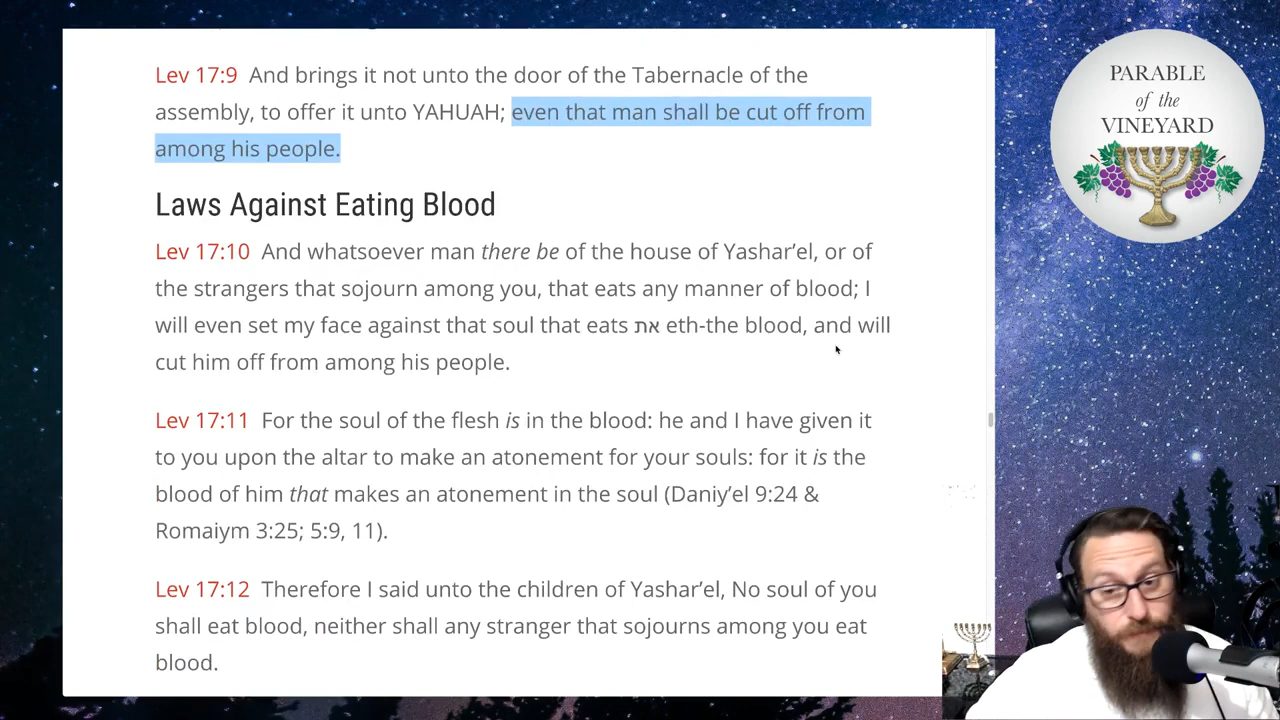 Lev 17:9 And brings it not unto the door of the Tabernacle of the
assembly, to offer it unto YAHUAH; even that man shall be cut off from
among his people.
Laws Against Eating Blood
Lev 17:10 And whatsoever man there be of the house of Yashar’el, or of
the strangers that sojourn among you, that eats any manner of blood; I
will even set my face against that soul that eats את eth-the blood, and will
cut him off from among his people.
Lev 17:11 For the soul of the flesh is in the blood: he and I have given it
to you upon the altar to make an atonement for your souls: for it is the
blood of him that makes an atonement in the soul (Daniy’el 9:24 &
Romaiym 3:25; 5:9, 11).
Lev 17:12 Therefore I said unto the children of Yashar’el, No soul of you
shall eat blood, neither shall any stranger that sojourns among you eat
blood.
PARABLE
of the
VINEYARD